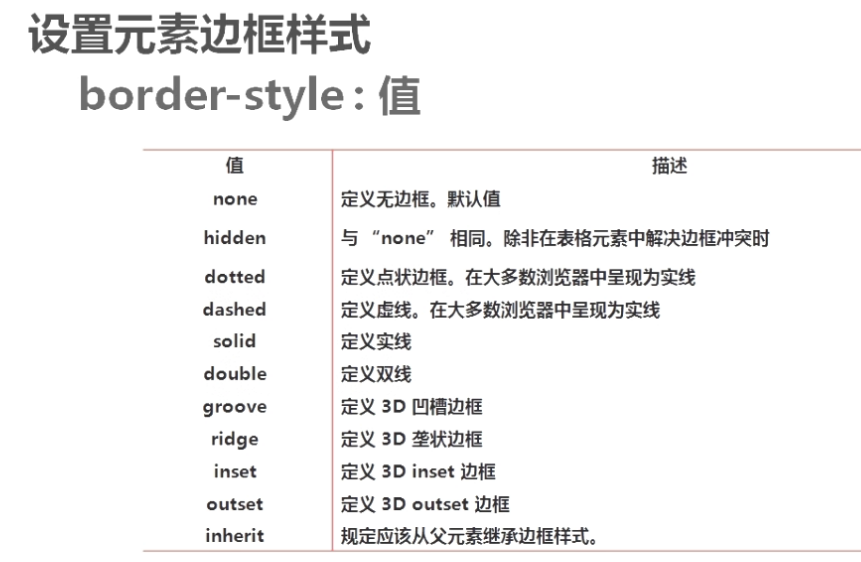 设置元素边框样式
border-style : 值
值 描述
none 定义无边框。默认值
hidden 与 “none” 相同。除非在表格元素中解决边框冲突时
dotted 定义点状边框。在大多数浏览器中呈现为实线
dashed 定义虚线。在大多数浏览器中呈现为实线
solid 定义实线
double 定义双线
groove 定义 3D 凹槽边框
ridge 定义 3D 垄状边框
inset 定义 3D inset 边框
outset 定义 3D outset 边框
inherit 规定应该从父元素继承边框样式。